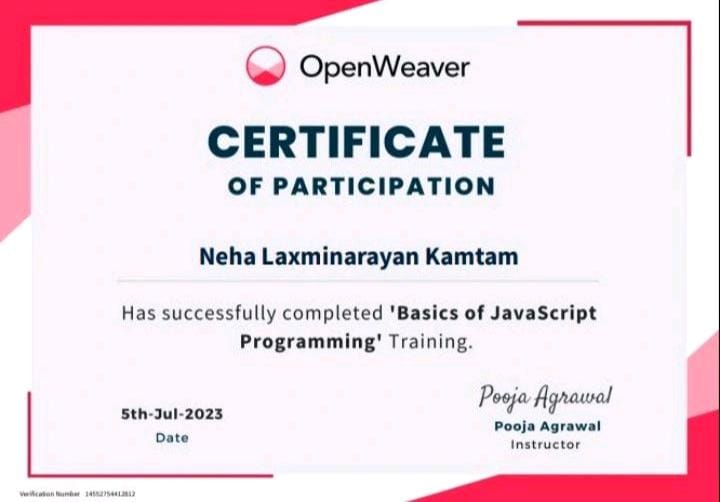 OpenWeaver
CERTIFICATE
OF PARTICIPATION
Neha Laxminarayan Kamtam
Has successfully completed 'Basics of JavaScript
Programming' Training.
5th-Jul-2023
Date
Pooja Agrawal
Pooja Agrawal
Instructor
Verification Number 14552754412812